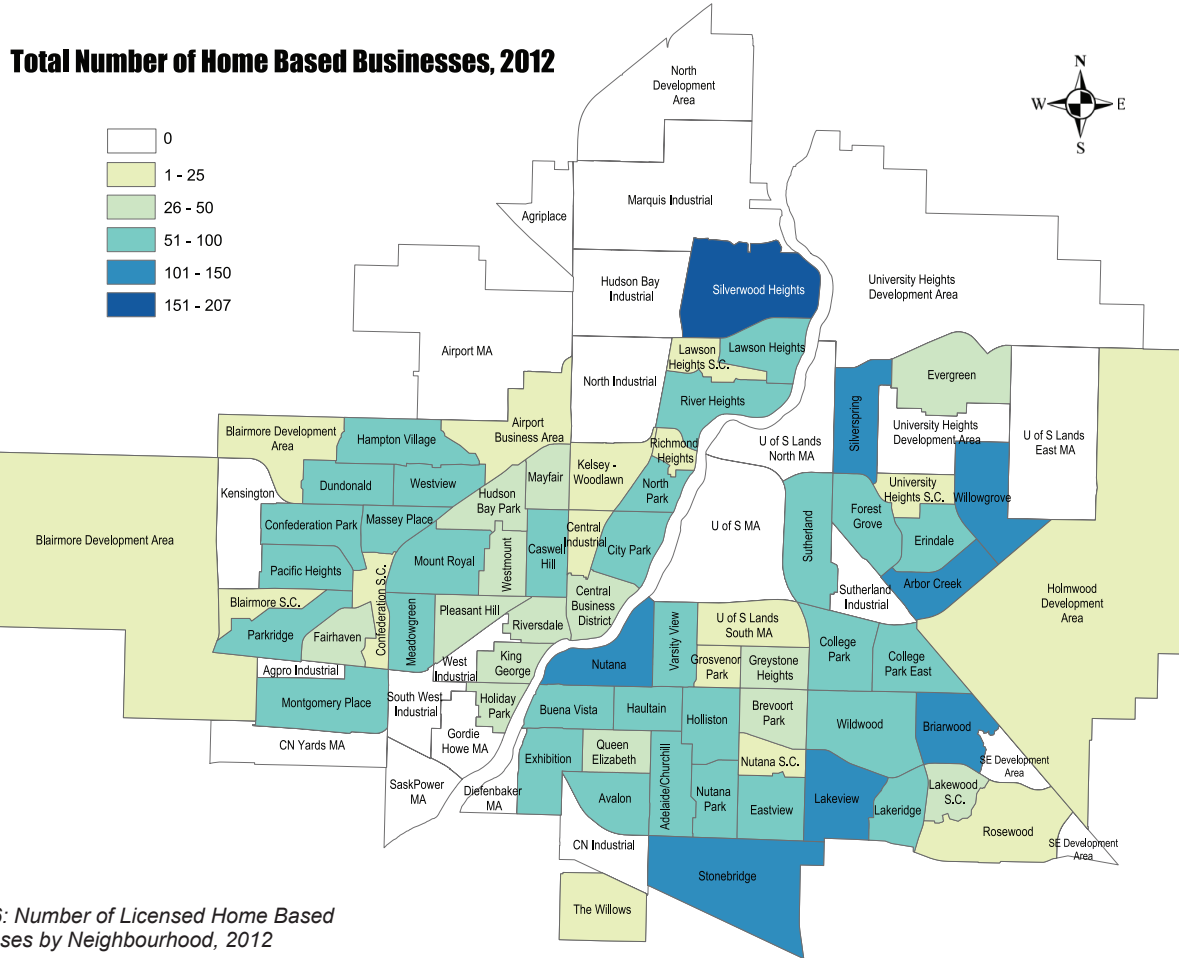 Total Number of Home Based Businesses, 2012
N
W
E
S
0
1 - 25
26 - 50
51 - 100
101 - 150
151 - 207
North
Development
Area
Marquis Industrial
Agriplace
Hudson Bay
Industrial
Silverwood Heights
University Heights
Development Area
Airport MA
North Industrial
Lawson
Heights S.C.
Lawson Heights
River Heights
Evergreen
Silverspring
University Heights
Development Area
U of S Lands
East MA
U of S Lands
North MA
Blairmore Development
Area
Hampton Village
Airport
Business Area
Richmond
Heights
Kensington
Dundonald
Westview
Hudson
Bay Park
Mayfair
Kelsey -
Woodlawn
North
Park
University
Heights S.C.
Willowgrove
Confederation Park
Massey Place
Central
Industrial
U of S MA
Sutherland
Forest
Grove
Erindale
Blairmore Development Area
Pacific Heights
Confederation S.C.
Mount Royal
Westmount
Caswell
Hill
City Park
Arbor Creek
Sutherland
Industrial
Holmwood
Development
Area
Blairmore S.C.
Parkridge
Fairhaven
Meadowgreen
Pleasant Hill
Central
Business
District
Riversdale
U of S Lands
South MA
Varsity View
College
Park
College
Park East
Agpro Industrial
West
Industrial
King
George
Nutana
Grosvenor
Park
Greystone
Heights
Montgomery Place
South West
Industrial
Holiday
Park
Buena Vista
Haultain
Holliston
Brevoort
Park
Wildwood
Briarwood
CN Yards MA
Gordie
Howe MA
Exhibition
Queen
Elizabeth
Adelaide/Churchill
Nutana S.C.
SE Development
Area
SaskPower
MA
Diefenbaker
MA
Avalon
Nutana
Park
Eastview
Lakeview
Lakeridge
Lakewood
S.C.
Rosewood
SE Development
Area
CN Industrial
Stonebridge
The Willows
6: Number of Licensed Home Based
ses by Neighbourhood, 2012